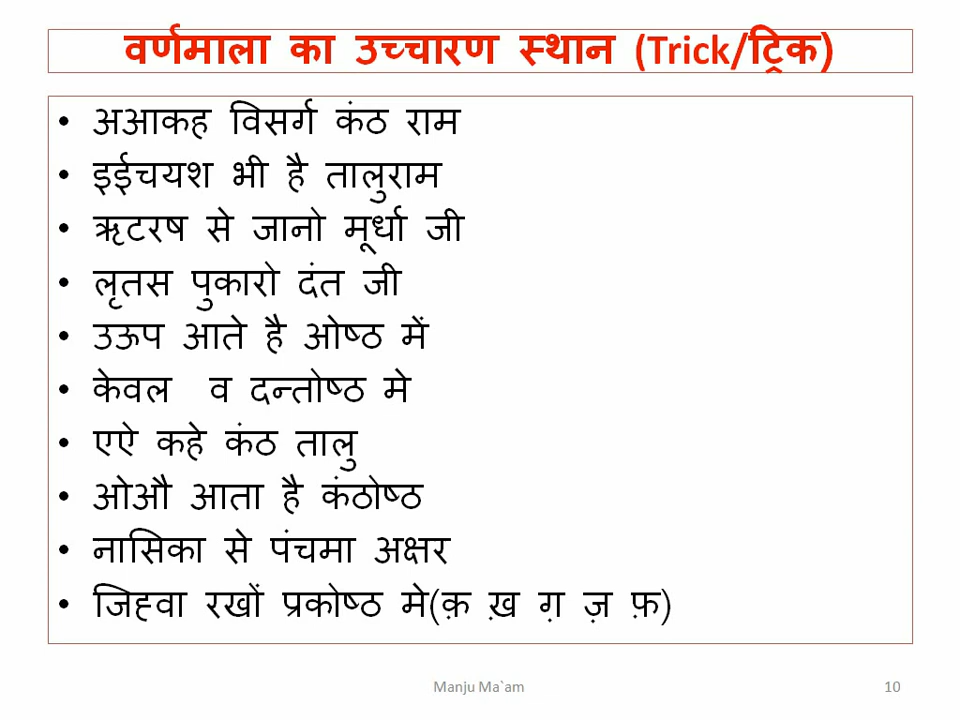 वर्णमाला का उच्चारण स्थान (Trick/ट्रिक)
• अआकह विसर्ग कंठ राम
• इईचयश भी है तालुराम
• ऋटरष से जानो मूर्धा जी
• लृतस पुकारो दंत जी
• उऊप आते है ओष्ठ में
• केवल व दन्तोष्ठ मे
• एऐ कहे कंठ तालु
• ओऔ आता है कंठोष्ठ
• नासिका से पंचमा अक्षर
• जिह्वा रखों प्रकोष्ठ मे(क़ ख़ ग़ ज़ फ़)
Manju Ma`am
10